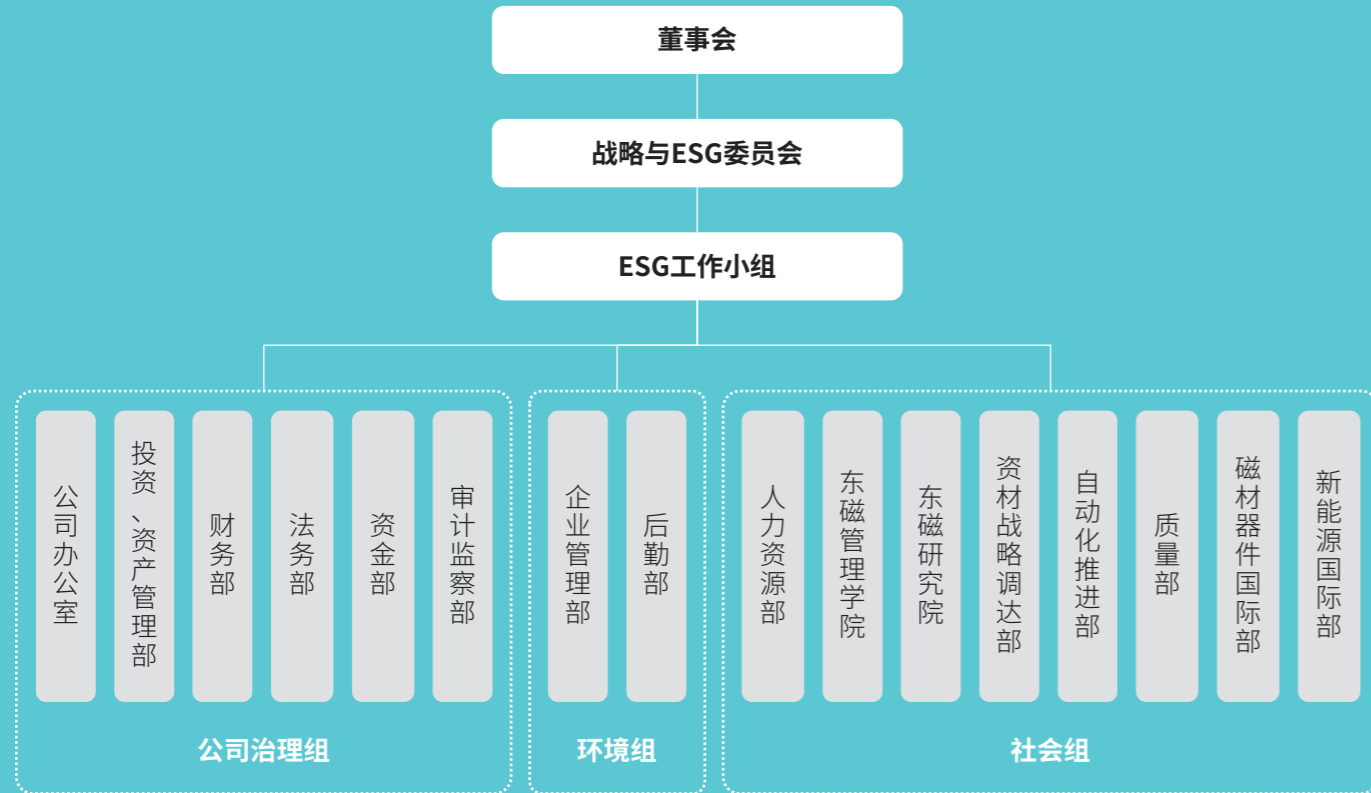 董事会
战略与ESG委员会
ESG工作小组
公司办公室
投资、资产管理部
财务部
法务部
资金部
审计监察部
企业管理部
后勤部
人力资源部
东磁管理学院
东磁研究院
资材战略调达部
自动化推进部
质量部
磁材器件国际部
新能源国际部
公司治理组
环境组
社会组